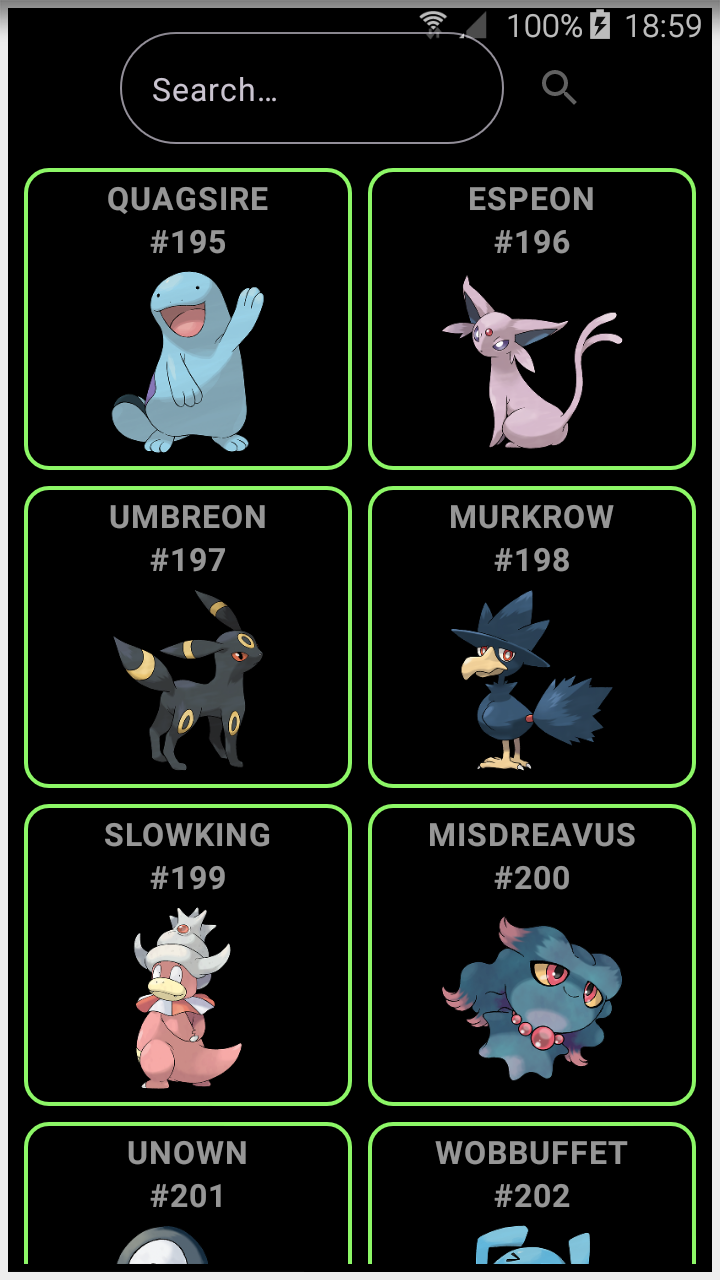 100% 18:59
Search…
QUAGSIRE
#195
ESPEON
#196
UMBREON
#197
MURKROW
#198
SLOWKING
#199
MISDREAVUS
#200
UNOWN
#201
WOBBUFFET
#202